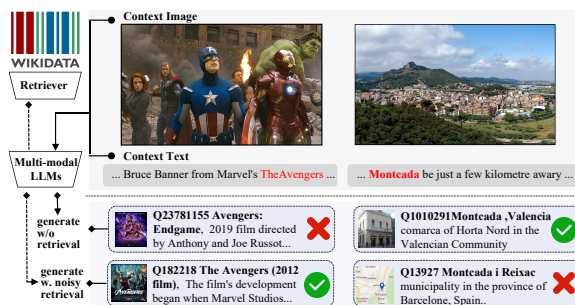 WIKIDATA
Retriever
Multi-modal
LLMs
generate
w/o
retrieval
generate
w. noisy
retrieval
Context Image
Context Text
... Bruce Banner from Marvel's TheAvengers ...
... Montcada be just a few kilometre awary ...
Q23781155 Avengers:
Endgame, 2019 film directed
by Anthony and Joe Russot...
Q1010291Montcada ,Valencia
comarca of Horta Nord in the
Valencian Community
Q182218 The Avengers (2012
film), The film's development
began when Marvel Studios...
Q13927 Montcada i Reixac
municipality in the province of
Barcelone, Spain.